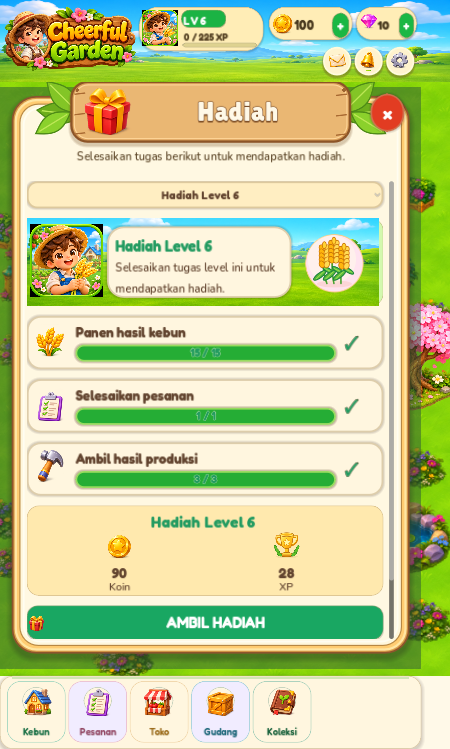 Cheerful
Garden
LV 6
0 / 225 XP
100
+
10
+
Hadiah
Selesaikan tugas berikut untuk mendapatkan hadiah.
Hadiah Level 6
Hadiah Level 6
Selesaikan tugas level ini untuk
mendapatkan hadiah.
Panen hasil kebun
15 / 15
Selesaikan pesanan
1 / 1
Ambil hasil produksi
3 / 3
Hadiah Level 6
90
Koin
28
XP
AMBIL HADIAH
Kebun
Pesanan
Toko
Gudang
Koleksi